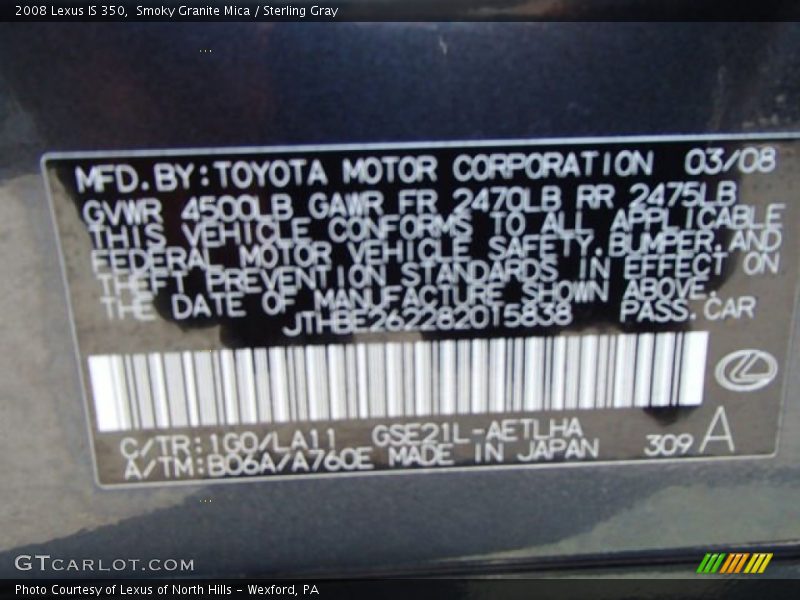 2008 Lexus IS 350, Smoky Granite Mica / Sterling Gray
MFD.BY:TOYOTA MOTOR CORPORATION 03/08
GVWR 4500LB GAWR FR 2470LB RR 2475LB
THIS VEHICLE CONFORMS TO ALL APPLICABLE
FEDERAL MOTOR VEHICLE SAFETY,BUMPER,AND
THEFT PREVENTION STANDARDS IN EFFECT ON
THE DATE OF MANUFACTURE SHOWN ABOVE.
JTHBE262282OT5838 PASS.CAR
C/TR:1G0/LA11 GSE21L-AETLHA
A/TM:B06A/A760E MADE IN JAPAN 309 A
GTCARLOT.COM
Photo Courtesy of Lexus of North Hills - Wexford, PA